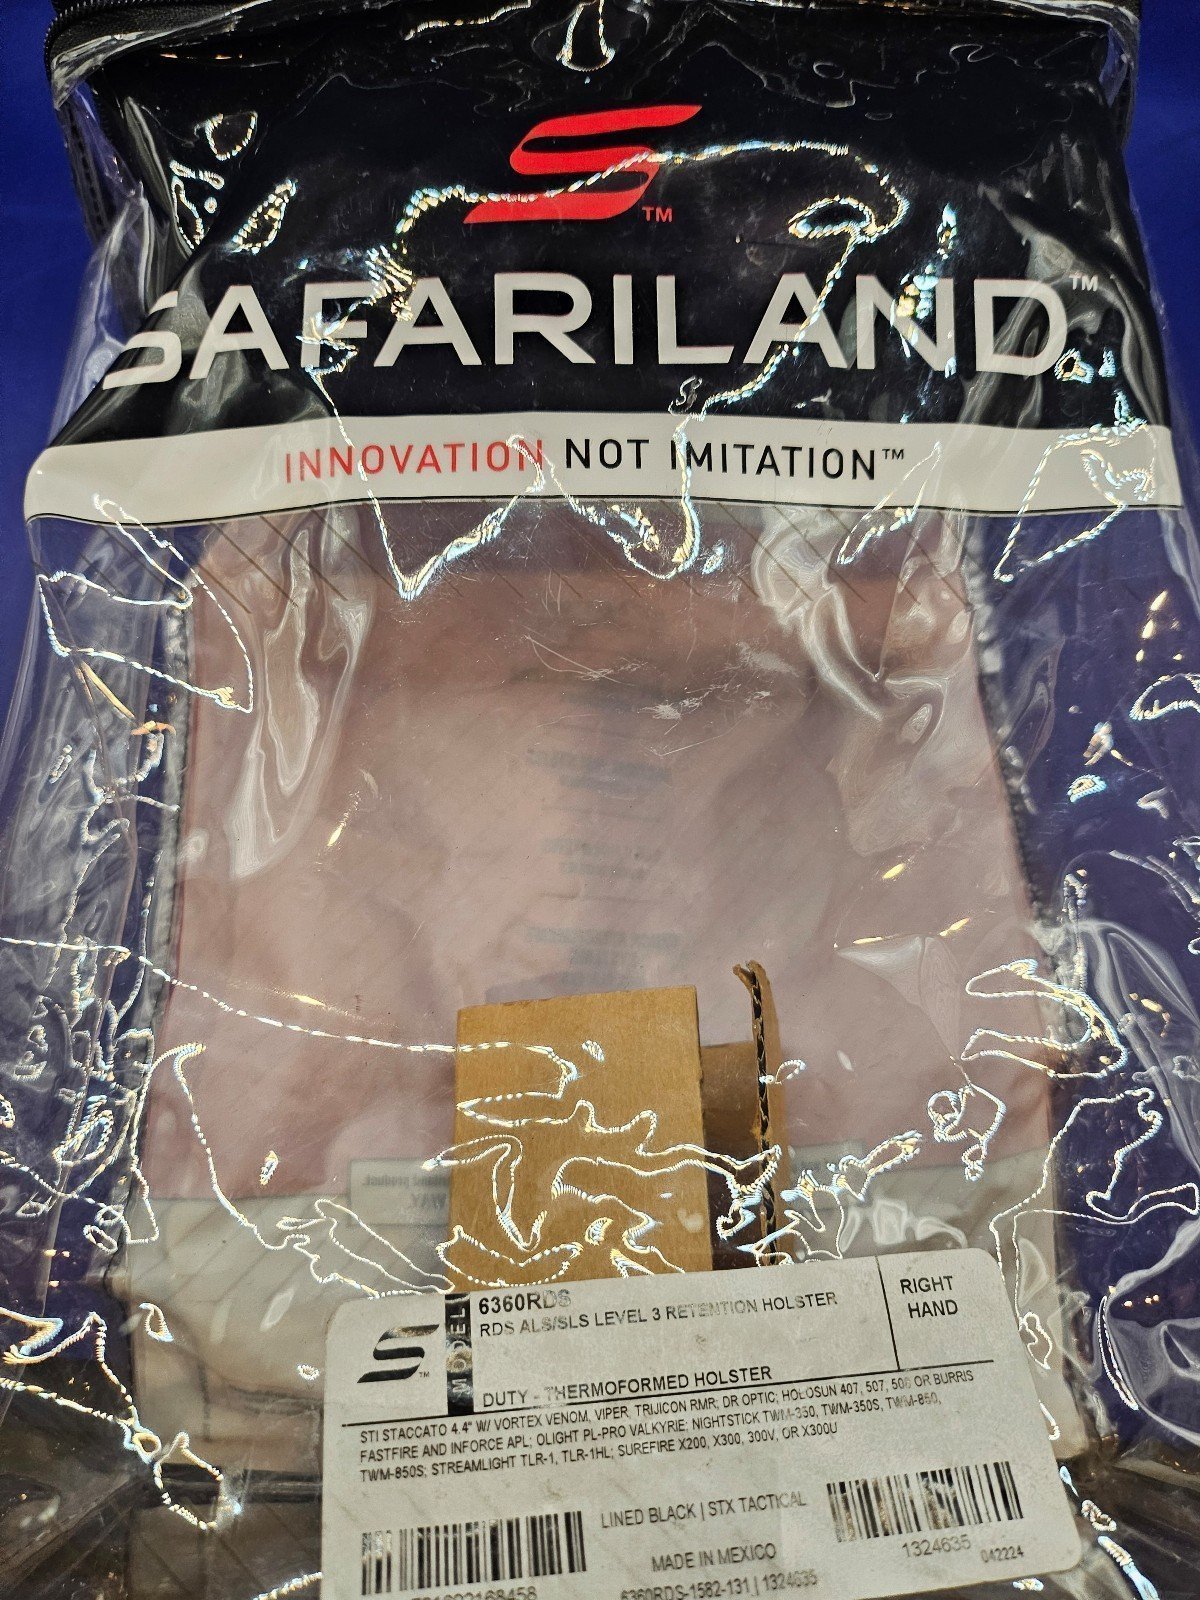 SAFARILAND™
INNOVATION NOT IMITATION™
product.
WAY
MODEL
6360RDS
RDS ALS/SLS LEVEL 3 RETENTION HOLSTER
RIGHT
HAND
DUTY - THERMOFORMED HOLSTER
STI STACCATO 4.4" W/ VORTEX VENOM, VIPER, TRIJICON RMR; DR OPTIC; HOLOSUN 407, 507, 508 OR BURRIS
FASTFIRE AND INFORCE APL; OLIGHT PL-PRO VALKYRIE; NIGHTSTICK TWM-350, TWM-350S, TWM-850,
TWM-850S; STREAMLIGHT TLR-1, TLR-1HL; SUREFIRE X200, X300, 300V, OR X300U
LINED BLACK | STX TACTICAL
MADE IN MEXICO
1324635
042224
6360RDS-1582-131 | 1324635